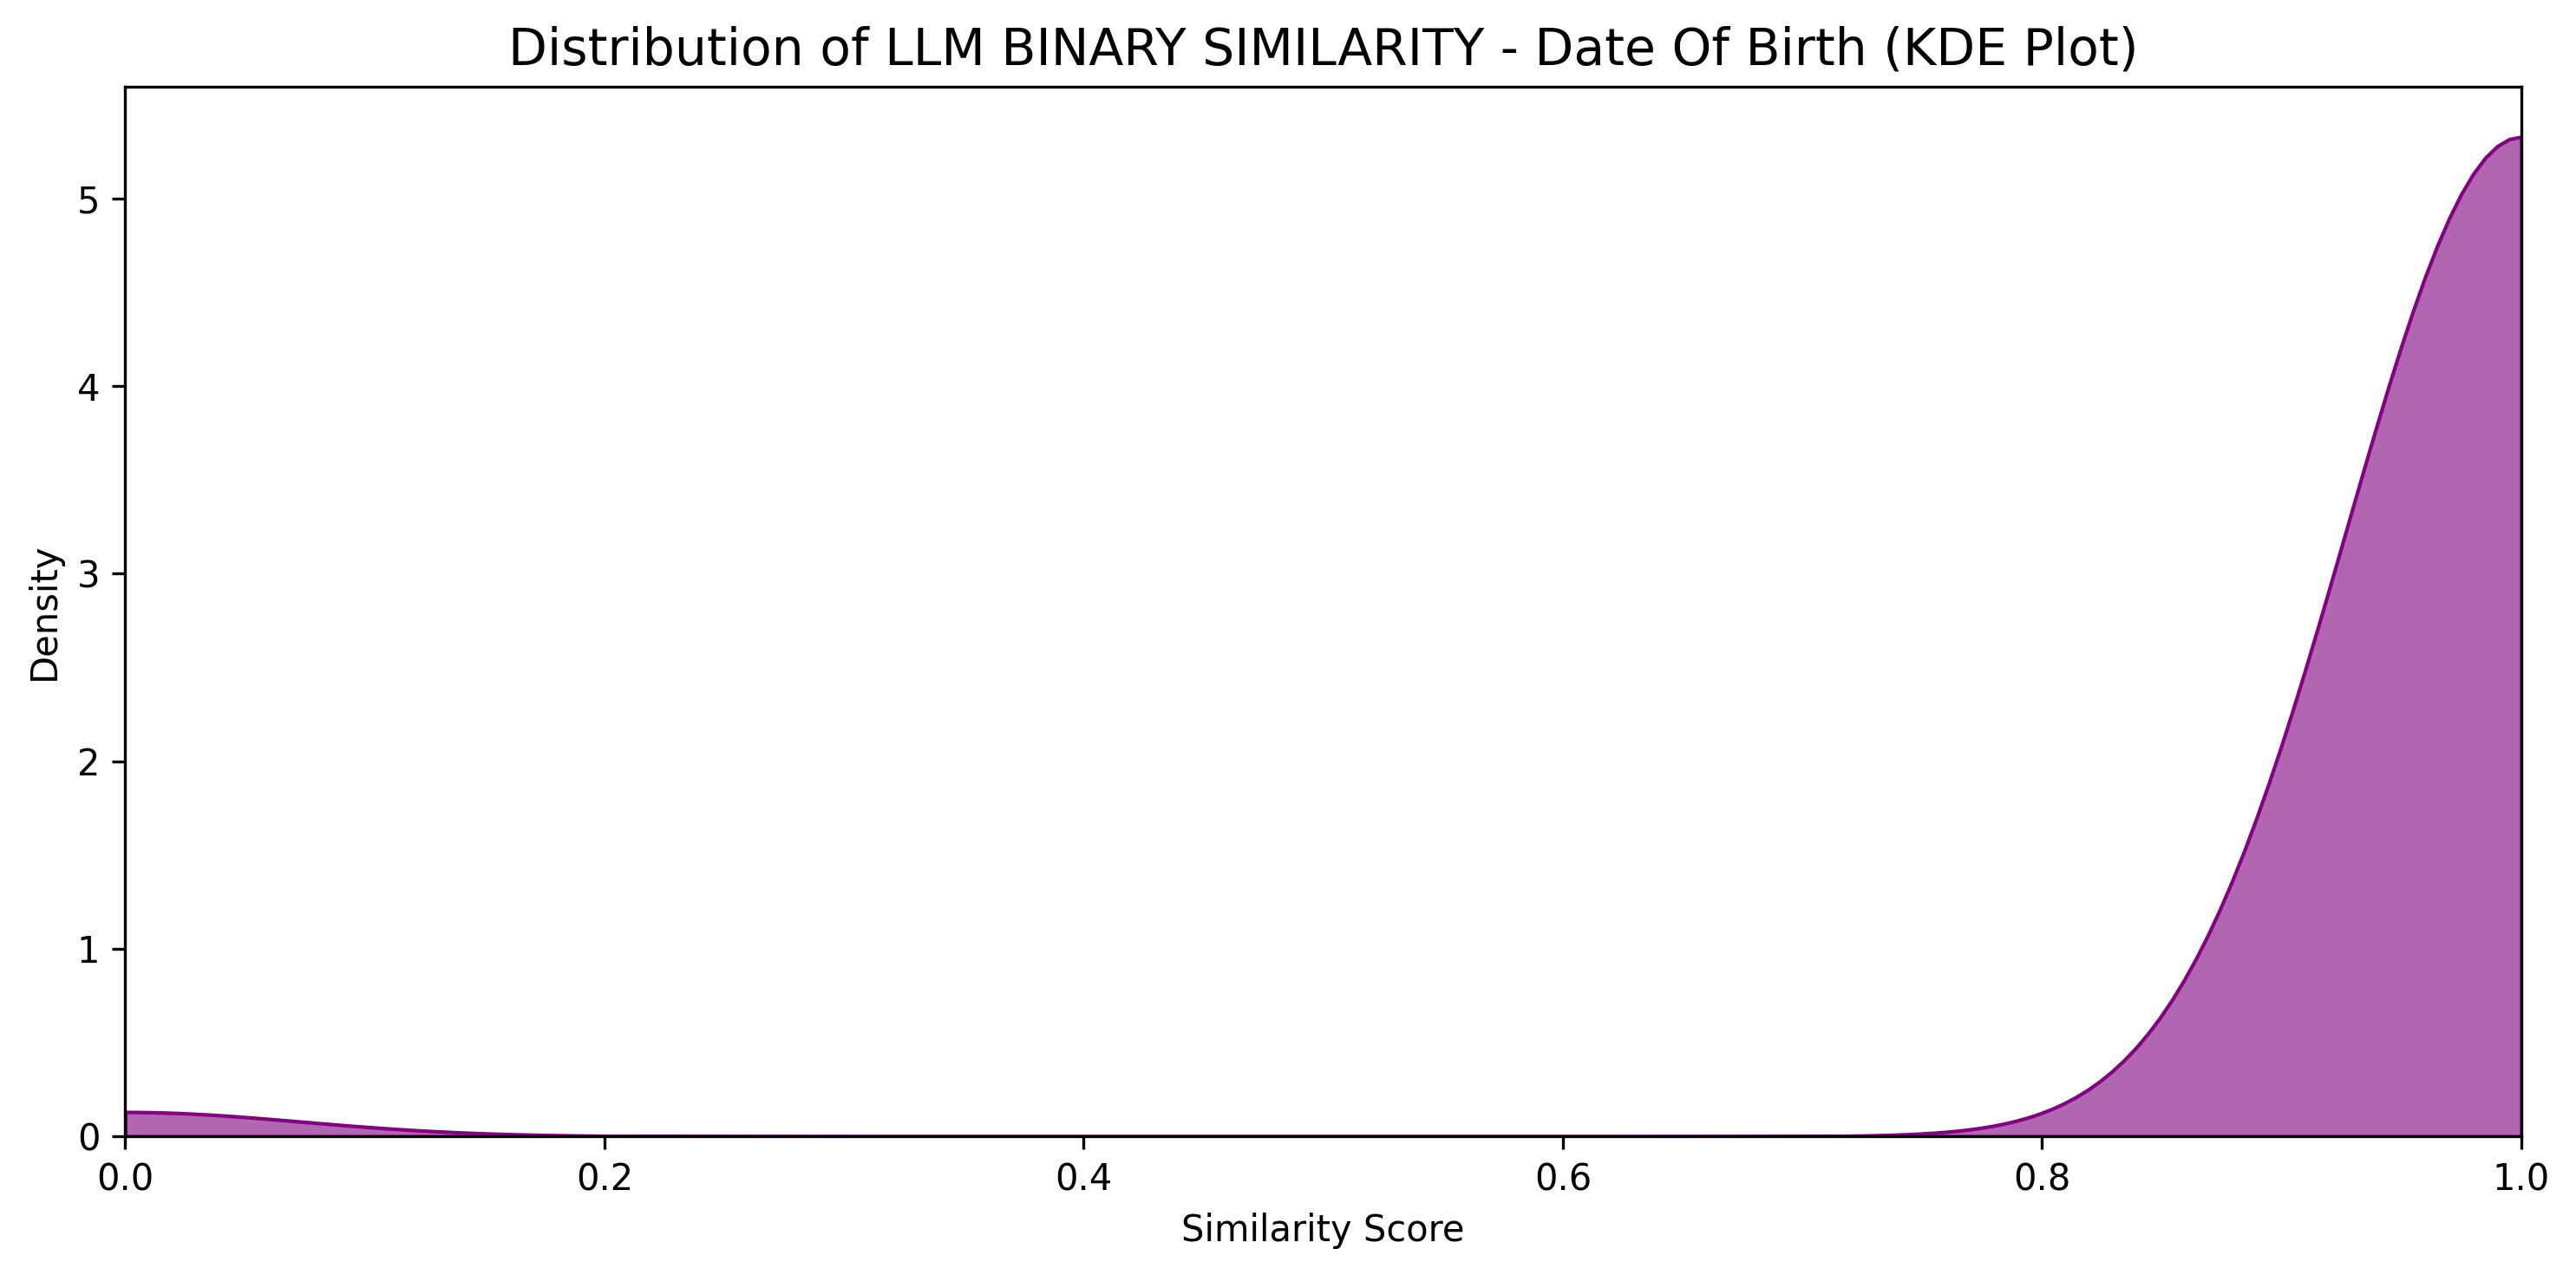 Distribution of LLM BINARY SIMILARITY - Date Of Birth (KDE Plot)
5
4
3
2
1
0
Density
0.0 0.2 0.4 0.6 0.8 1.0
Similarity Score